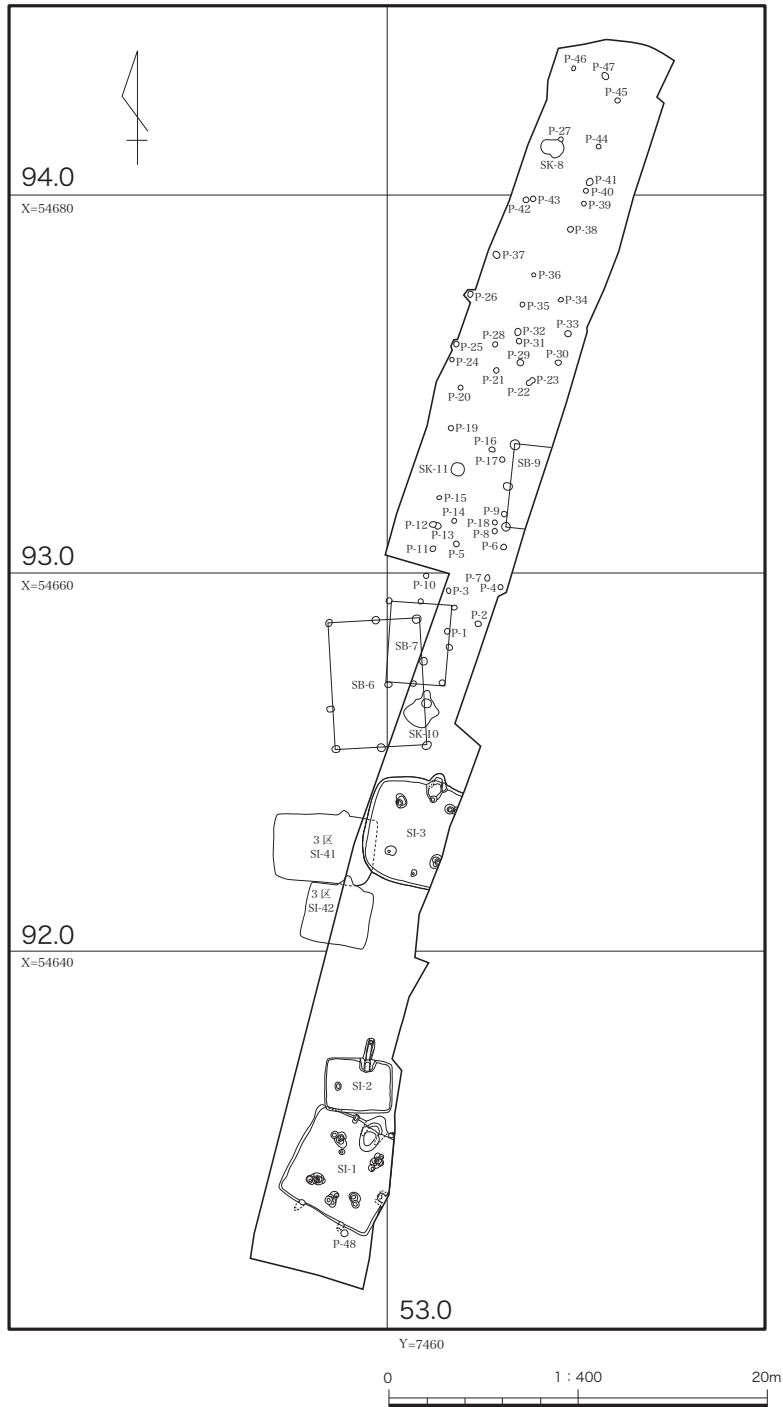 P-46
P-47
P-45
P-27
P-44
SK-8
94.0
P-41
P-40
X=54680
P-42
P-43
P-39
P-38
P-37
P-36
P-26
P-35
P-34
P-25
P-28
P-32
P-33
P-31
P-24
P-29
P-30
P-21
P-22
P-23
P-20
P-19
P-16
SK-11
P-17
SB-9
P-15
P-9
P-14
P-12
P-18
P-13
P-8
P-11
P-5
P-6
93.0
X=54660
P-10
P-7
P-3
P-4
P-2
P-1
SB-7
SB-6
SK-10
SI-3
3 区
SI-41
3 区
SI-42
92.0
X=54640
SI-2
SI-1
P-48
53.0
Y=7460
0
1：400
20m